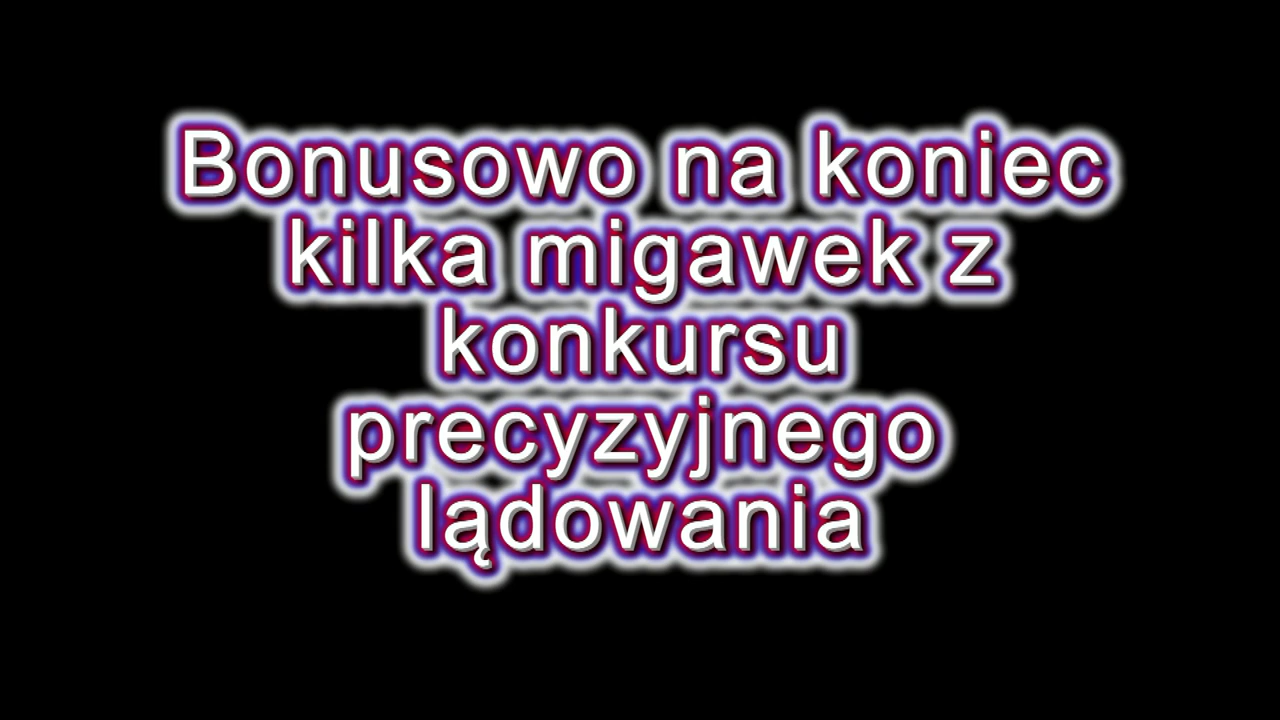 Bonusowo na koniec
kilka migawek z
konkursu
precyzyjnego
lądowania